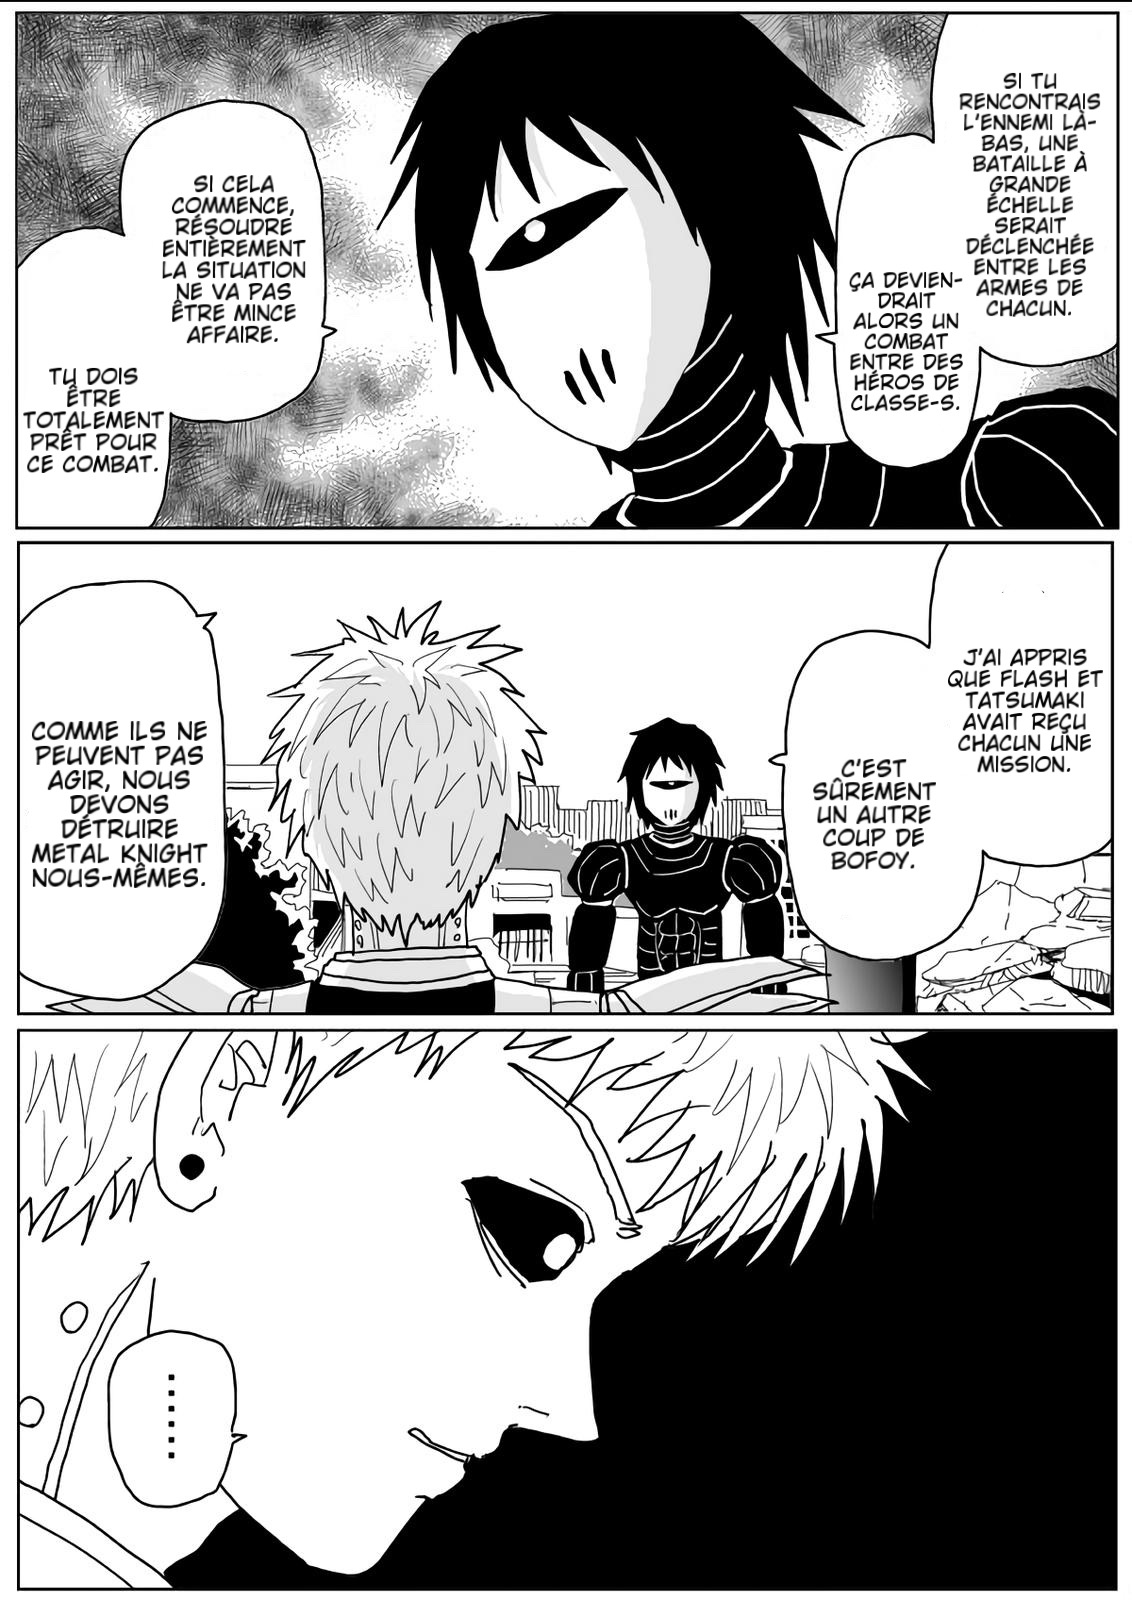 SI TU
RENCONTRAIS
L'ENNEMI LÀ-
BAS, UNE
BATAILLE À
GRANDE
ÉCHELLE
SERAIT
DÉCLENCHÉE
ENTRE LES
ARMES DE
CHACUN.
ÇA DEVIEN-
DRAIT
ALORS UN
COMBAT
ENTRE DES
HÉROS DE
CLASSE-S.
SI CELA
COMMENCE,
RÉSOUDRE
ENTIÈREMENT
LA SITUATION
NE VA PAS
ÊTRE MINCE
AFFAIRE.
TU DOIS
ÊTRE
TOTALEMENT
PRÊT POUR
CE COMBAT.
J'AI APPRIS
QUE FLASH ET
TATSUMAKI
AVAIT REÇU
CHACUN UNE
MISSION.
C'EST
SÛREMENT
UN AUTRE
COUP DE
BOFOY.
COMME ILS NE
PEUVENT PAS
AGIR, NOUS
DEVONS
DÉTRUIRE
METAL KNIGHT
NOUS-MÊMES.
......